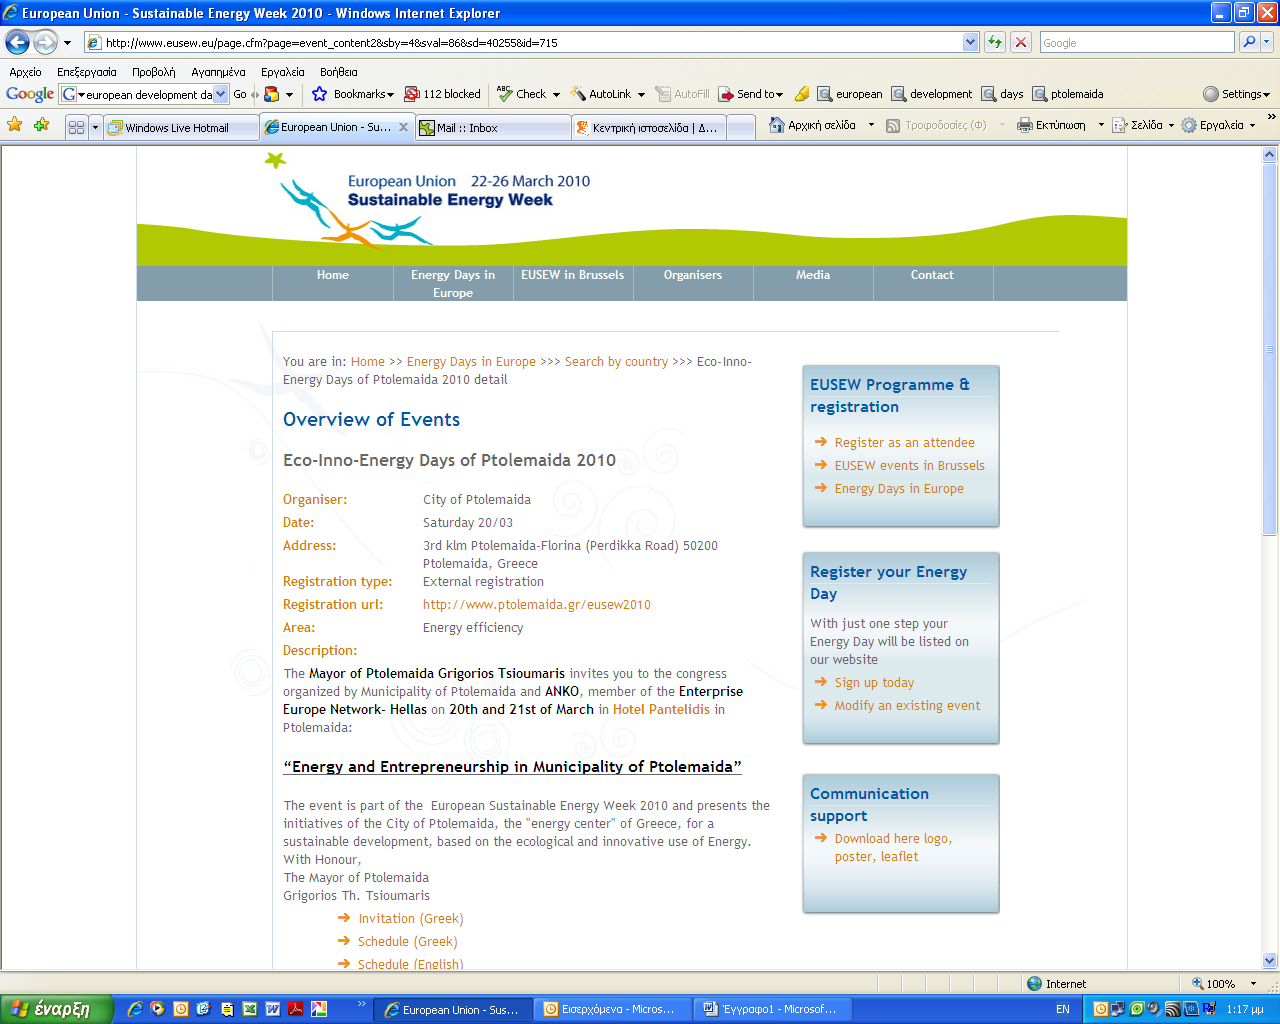 European Union - Sustainable Energy Week 2010 - Windows Internet Explorer
http://www.eusew.eu/page.cfm?page=event_content2&sby=4&sval=86&sd=40255&id=715
Google
Αρχείο Επεξεργασία Προβολή Αγαπημένα Εργαλεία Βοήθεια
Google G european development da Go Bookmarks 112 blocked Check AutoLink AutoFill Send to european development days ptolemaida Settings
Windows Live Hotmail European Union - Su... Mail :: Inbox Κεντρική ιστοσελίδα | Δ... Αρχική σελίδα Τροφοδοσίες (Φ) Εκτύπωση Σελίδα Εργαλεία
European Union 22-26 March 2010
Sustainable Energy Week
Home Energy Days in Europe EUSEW in Brussels Organisers Media Contact
You are in: Home >> Energy Days in Europe >>> Search by country >>> Eco-Inno-
Energy Days of Ptolemaida 2010 detail
Overview of Events
Eco-Inno-Energy Days of Ptolemaida 2010
Organiser: City of Ptolemaida
Date: Saturday 20/03
Address: 3rd klm Ptolemaida-Florina (Perdikka Road) 50200
Ptolemaida, Greece
Registration type: External registration
Registration url: http://www.ptolemaida.gr/eusew2010
Area: Energy efficiency
Description:
The Mayor of Ptolemaida Grigorios Tsioumaris invites you to the congress
organized by Municipality of Ptolemaida and ANKO, member of the Enterprise
Europe Network- Hellas on 20th and 21st of March in Hotel Pantelidis in
Ptolemaida:
“Energy and Entrepreneurship in Municipality of Ptolemaida”
The event is part of the European Sustainable Energy Week 2010 and presents the
initiatives of the City of Ptolemaida, the "energy center" of Greece, for a
sustainable development, based on the ecological and innovative use of Energy.
With Honour,
The Mayor of Ptolemaida
Grigorios Th. Tsioumaris
Invitation (Greek)
Schedule (Greek)
Schedule (English)
EUSEW Programme &
registration
Register as an attendee
EUSEW events in Brussels
Energy Days in Europe
Register your Energy
Day
With just one step your
Energy Day will be listed on
our website
Sign up today
Modify an existing event
Communication
support
Download here logo,
poster, leaflet
Internet 100%
έναρξη European Union - Sus... Εισερχόμενα - Micros... Έγγραφο1 - Microsof... EN 1:17 μμ